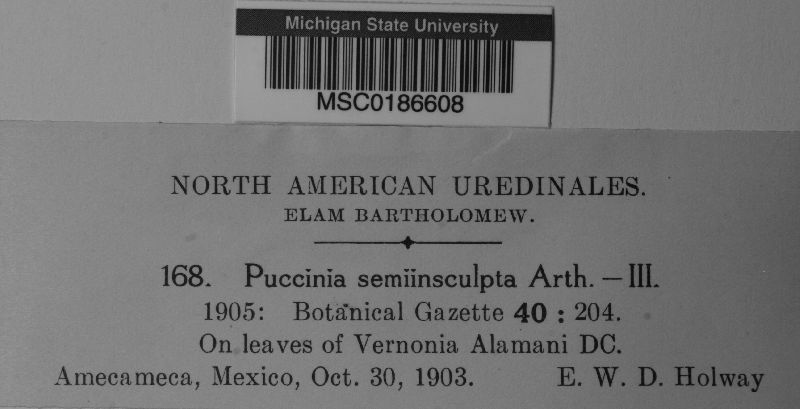 Michigan State University
MSC0186608
NORTH AMERICAN UREDINALES.
ELAM BARTHOLOMEW.
168. Puccinia semiinsculpta Arth. — III.
1905: Botanical Gazette 40 : 204.
On leaves of Vernonia Alamani DC.
Amecameca, Mexico, Oct. 30, 1903. E. W. D. Holway